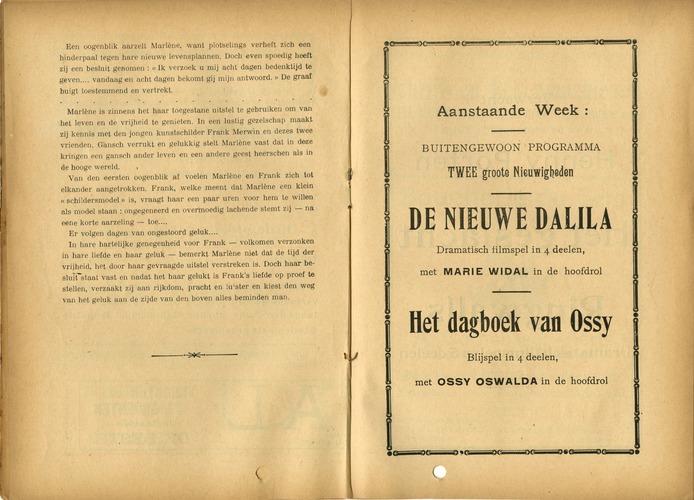 Een oogenblik aarzelt Marlène, want plotselings verheft zich een
hinderpaal tegen hare nieuwe levensplannen. Doch even spoedig heeft
zij een besluit genomen : « Ik verzoek u mij acht dagen bedenktijd te
geven.... vandaag en acht dagen bekomt gij mijn antwoord. » De graaf
buigt toestemmend en vertrekt.
Marlène is zinnens het haar toegestane uitstel te gebruiken om van
het leven en de vrijheid te genieten. In een lustig gezelschap maakt
zij kennis met den jongen kunstschilder Frank Merwin en dezes twee
vrienden. Gansch verrukt en gelukkig stelt Marlène vast dat in deze
kringen een gansch ander leven en een andere geest heerschen als in
de hooge wereld.
Van den eersten oogenblik af voelen Marlène en Frank zich tot
elkander aangetrokken. Frank, welke meent dat Marlène een klein
« schildersmodel » is, vraagt haar een paar uren voor hem te willen
als model staan : ongegeneerd en overmoedig lachende stemt zij — na
eene korte aarzeling — toe....
Er volgen dagen van ongestoord geluk....
In hare hartelijke genegenheid voor Frank — volkomen verzonken
in hare liefde en haar geluk — bemerkt Marlène niet dat de tijd der
vrijheid, het door haar gevraagde uitstel verstreken is. Doch haar be-
sluit staat vast en nadat het haar gelukt is Frank's liefde op proef te
stellen, verzaakt zij aan rijkdom, pracht en luister en kiest den weg
van het geluk aan de zijde van den boven alles beminden man.
Aanstaande Week :
BUITENGEWOON PROGRAMMA
TWEE groote Nieuwigheden
DE NIEUWE DALILA
Dramatisch filmspel in 4 deelen,
met MARIE WIDAL in de hoofdrol
Het dagboek van Ossy
Blijspel in 4 deelen,
met OSSY OSWALDA in de hoofdrol